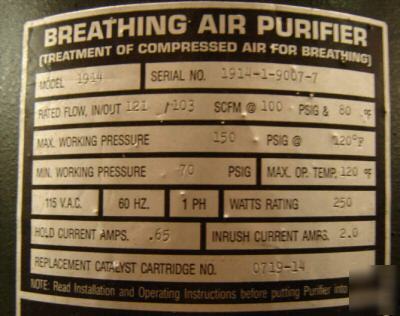 BREATHING AIR PURIFIER
(TREATMENT OF COMPRESSED AIR FOR BREATHING)
MODEL 1914 SERIAL NO. 1914-1-9007-7
RATED FLOW, IN/OUT 121 /103 SCFM @ 100 PSIG & 80 °F
MAX. WORKING PRESSURE 150 PSIG @ 120°F
MIN. WORKING PRESSURE 70 PSIG MAX. OP. TEMP. 120 °F
115 V.A.C. 60 HZ. 1 PH WATTS RATING 250
HOLD CURRENT AMPS. .65 INRUSH CURRENT AMPS. 2.0
REPLACEMENT CATALYST CARTRIDGE NO. 0719-14
NOTE: Read Installation and Operating Instructions before putting Purifier into